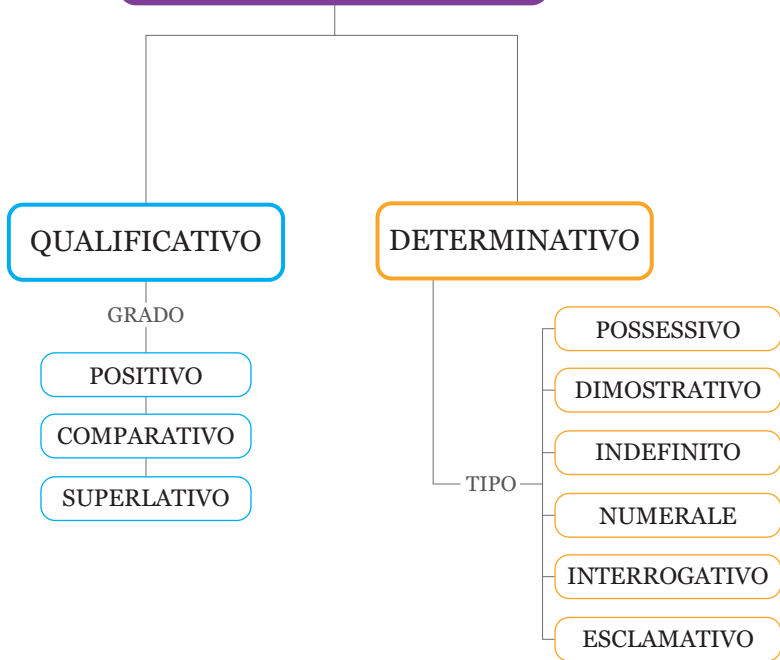 QUALIFICATIVO
GRADO
POSITIVO
COMPARATIVO
SUPERLATIVO
DETERMINATIVO
TIPO
POSSESSIVO
DIMOSTRATIVO
INDEFINITO
NUMERALE
INTERROGATIVO
ESCLAMATIVO